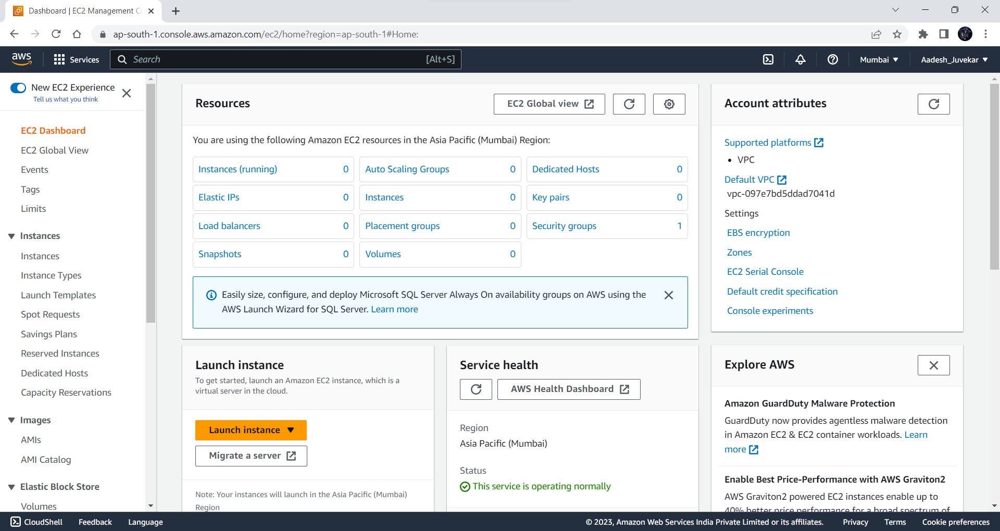 Dashboard | EC2 Management Co
ap-south-1.console.aws.amazon.com/ec2/home?region=ap-south-1#Home:
aws
Services
Search
[Alt+S]
Mumbai
Aadesh_Juvekar
New EC2 Experience
Tell us what you think
EC2 Dashboard
EC2 Global View
Events
Tags
Limits
Instances
Instances
Instance Types
Launch Templates
Spot Requests
Savings Plans
Reserved Instances
Dedicated Hosts
Capacity Reservations
Images
AMIs
AMI Catalog
Elastic Block Store
Volumes
Resources
EC2 Global view
You are using the following Amazon EC2 resources in the Asia Pacific (Mumbai) Region:
Instances (running) 0
Auto Scaling Groups 0
Dedicated Hosts 0
Elastic IPs 0
Instances 0
Key pairs 0
Load balancers 0
Placement groups 0
Security groups 1
Snapshots 0
Volumes 0
Easily size, configure, and deploy Microsoft SQL Server Always On availability groups on AWS using the
AWS Launch Wizard for SQL Server. Learn more
Launch instance
To get started, launch an Amazon EC2 instance, which is a
virtual server in the cloud.
Launch instance
Migrate a server
Note: Your instances will launch in the Asia Pacific (Mumbai)
Region
Service health
AWS Health Dashboard
Region
Asia Pacific (Mumbai)
Status
This service is operating normally
Account attributes
Supported platforms
• VPC
Default VPC
vpc-097e7bd5ddad7041d
Settings
EBS encryption
Zones
EC2 Serial Console
Default credit specification
Console experiments
Explore AWS
Amazon GuardDuty Malware Protection
GuardDuty now provides agentless malware detection
in Amazon EC2 & EC2 container workloads. Learn
more
Enable Best Price-Performance with AWS Graviton2
AWS Graviton2 powered EC2 instances enable up to
40% better price performance for a broad spectrum of
CloudShell
Feedback
Language
© 2023, Amazon Web Services India Private Limited or its affiliates.
Privacy
Terms
Cookie preferences